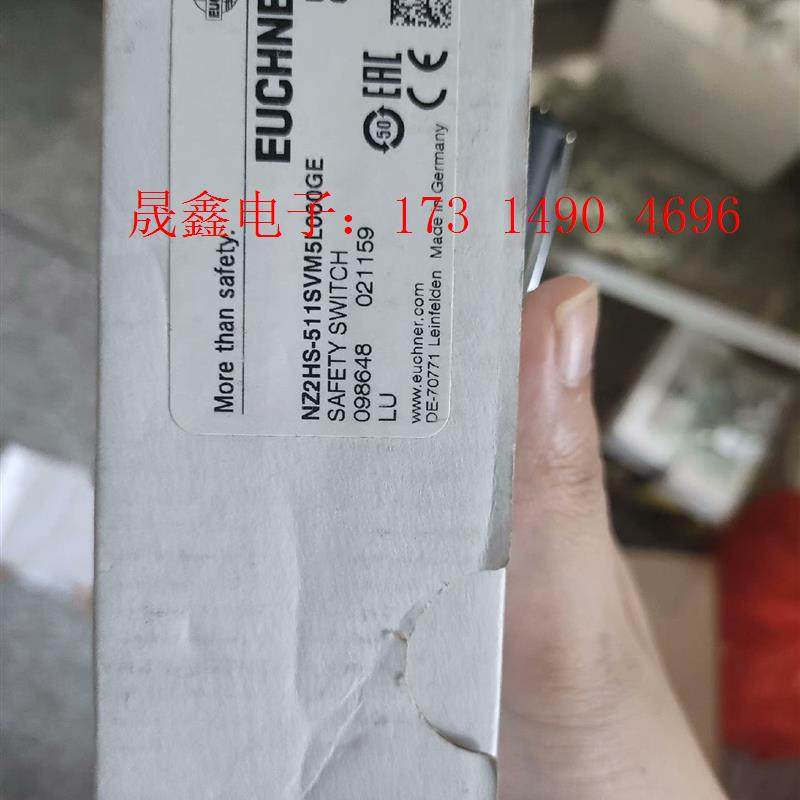 EUCHNE
More than safety.
NZ2HS-511SVM5L060GE
SAFETY SWITCH
098648 021159
LU
www.euchner.com
DE-70771 Leinfelden Made in Germany
50
EAC
CE
晟鑫电子：173 1490 4696